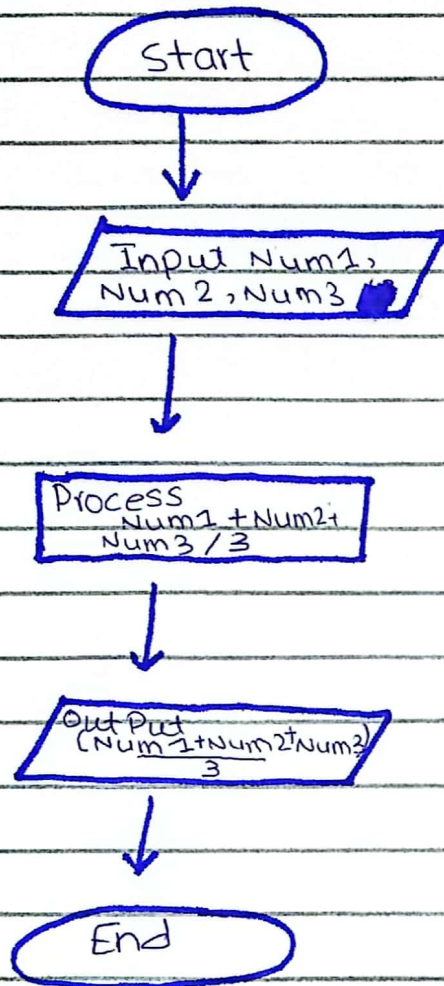 Start
Input Num1,
Num2, Num3
Process
Num1 + Num2+
Num3 / 3
OutPut
(Num1+Num2+Num3)
3
End